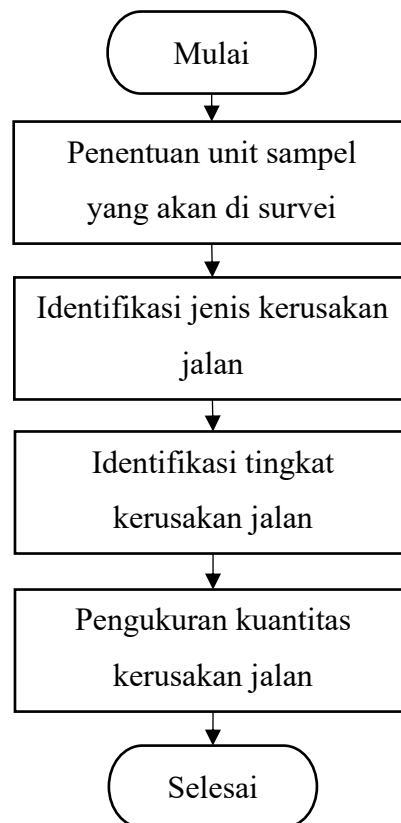 Mulai
Penentuan unit sampel
yang akan di survei
Identifikasi jenis kerusakan
jalan
Identifikasi tingkat
kerusakan jalan
Pengukuran kuantitas
kerusakan jalan
Selesai